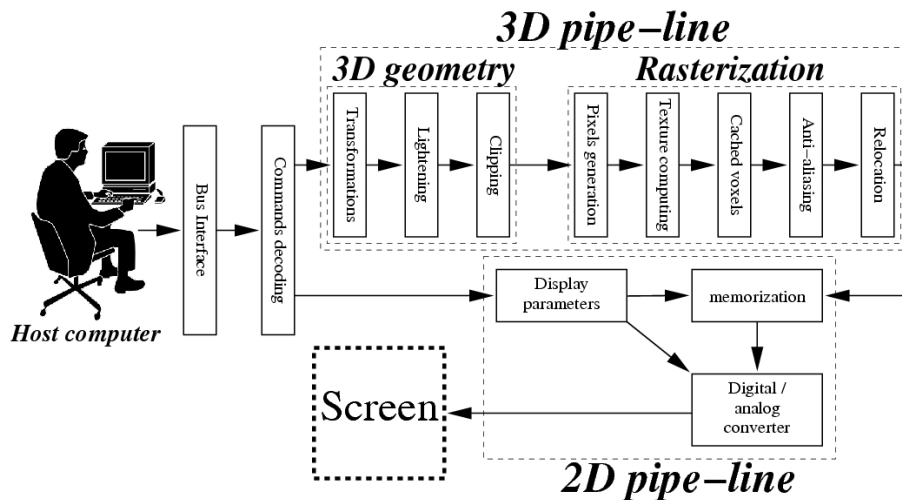 3D pipe-line
3D geometry
Rasterization
Transformations
Lightening
Clipping
Pixels generation
Texture computing
Cached voxels
Anti-aliasing
Relocation
Bus Interface
Commands decoding
Host computer
Display
parameters
memorization
Digital /
analog
converter
Screen
2D pipe-line